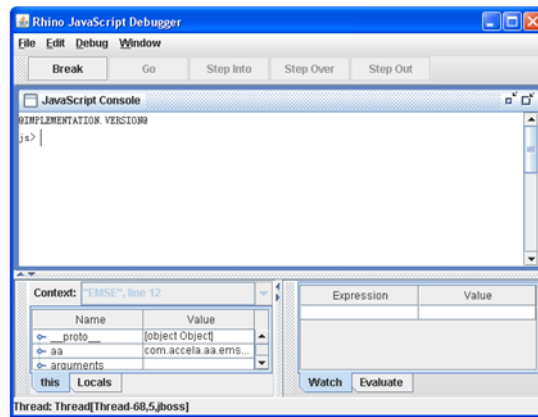 Rhino JavaScript Debugger
File Edit Debug Window
Break Go Step Into Step Over Step Out
JavaScript Console
@IMPLEMENTATION.VERSION@
js>
Context: "EMSE", line 12
Name Value
__proto__ [object Object]
aa com.accela.aa.ems...
arguments
this Locals
Expression Value
Watch Evaluate
Thread: Thread[Thread-68,5,jboss]